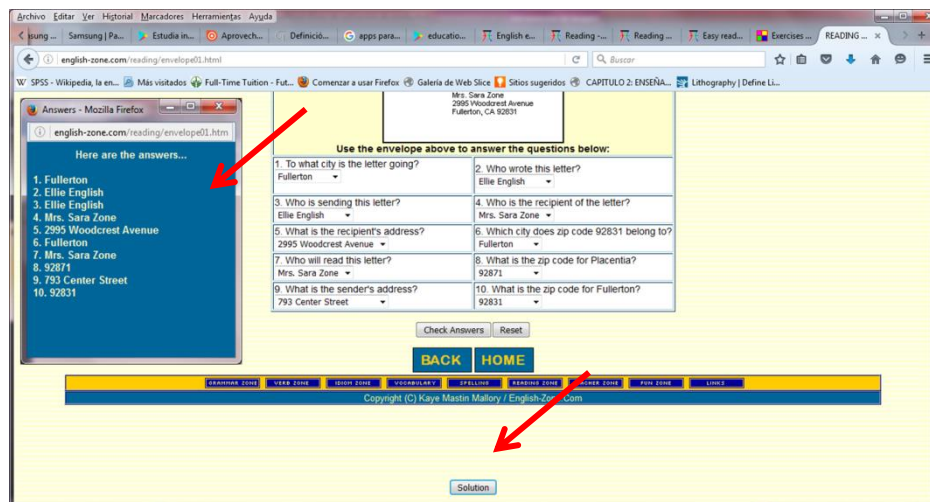 Archivo Editar Ver Historial Marcadores Herramientas Ayuda
sung ... Samsung | Pa... Estudia in... Aprovech... Definició... apps para... educatio... English e... Reading -... Reading ... Easy read... Exercises ... READING ... × +
english-zone.com/reading/envelope01.html Buscar
SPSS - Wikipedia, la en... Más visitados Full-Time Tuition - Fut... Comenzar a usar Firefox Galería de Web Slice Sitios sugeridos CAPITULO 2: ENSEÑA... Lithography | Define Li...
Answers - Mozilla Firefox
english-zone.com/reading/envelope01.htm
Here are the answers...
1. Fullerton
2. Ellie English
3. Ellie English
4. Mrs. Sara Zone
5. 2995 Woodcrest Avenue
6. Fullerton
7. Mrs. Sara Zone
8. 92871
9. 793 Center Street
10. 92831
Mrs. Sara Zone
2995 Woodcrest Avenue
Fullerton, CA 92831
Use the envelope above to answer the questions below:
1. To what city is the letter going?
Fullerton
2. Who wrote this letter?
Ellie English
3. Who is sending this letter?
Ellie English
4. Who is the recipient of the letter?
Mrs. Sara Zone
5. What is the recipient's address?
2995 Woodcrest Avenue
6. Which city does zip code 92831 belong to?
Fullerton
7. Who will read this letter?
Mrs. Sara Zone
8. What is the zip code for Placentia?
92871
9. What is the sender's address?
793 Center Street
10. What is the zip code for Fullerton?
92831
Check Answers Reset
BACK HOME
GRAMMAR ZONE VERB ZONE IDIOM ZONE VOCABULARY SPELLING READING ZONE ZONE FUN ZONE LINKS
Copyright (C) Kaye Mastin Mallory / English-Zone.Com
Solution